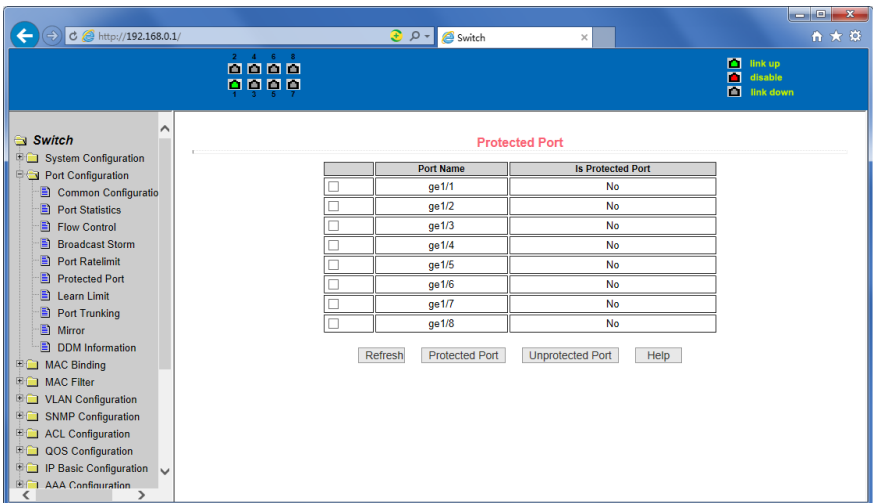 http://192.168.0.1/
Switch
2 4 6 8
1 3 5 7
link up
disable
link down
Switch
System Configuration
Port Configuration
Common Configuratio
Port Statistics
Flow Control
Broadcast Storm
Port Ratelimit
Protected Port
Learn Limit
Port Trunking
Mirror
DDM Information
MAC Binding
MAC Filter
VLAN Configuration
SNMP Configuration
ACL Configuration
QOS Configuration
IP Basic Configuration
AAA Configuration
Protected Port
Port Name Is Protected Port
ge1/1 No
ge1/2 No
ge1/3 No
ge1/4 No
ge1/5 No
ge1/6 No
ge1/7 No
ge1/8 No
Refresh Protected Port Unprotected Port Help